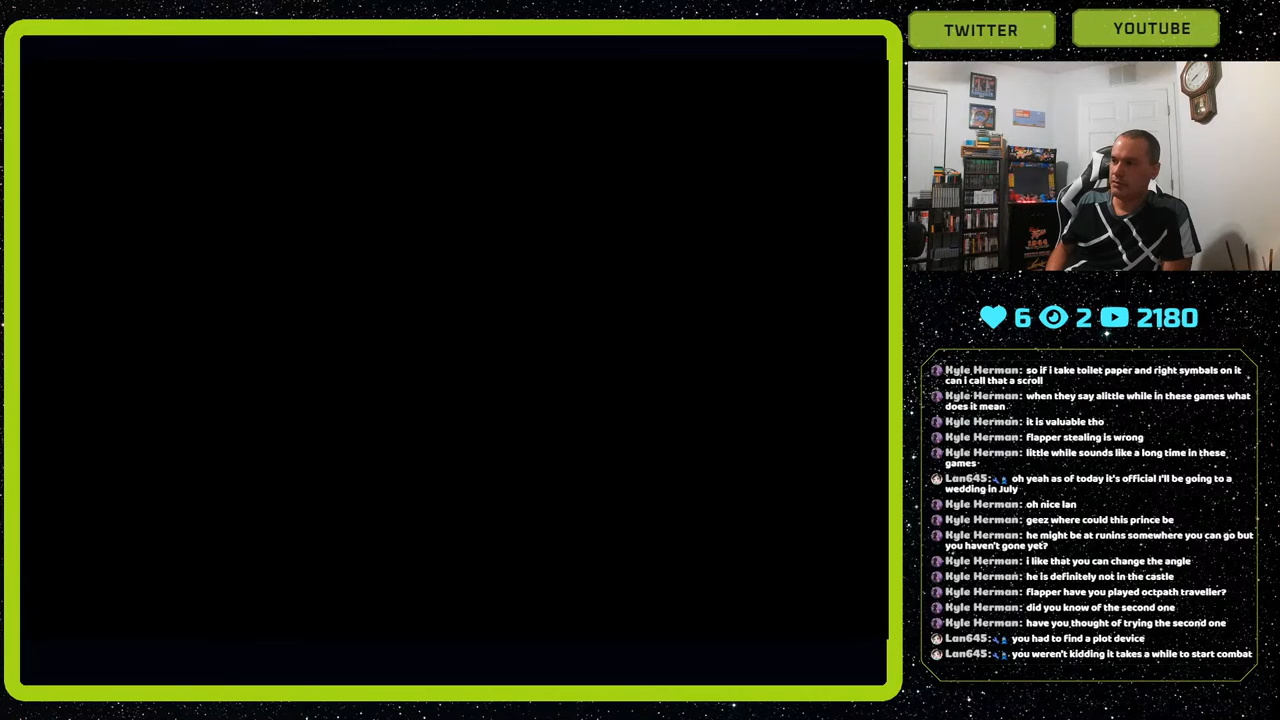 TWITTER
YOUTUBE
6 2 2180
Kyle Herman: so if i take toilet paper and right symbals on it
can i call that a scroll
Kyle Herman: when they say alittle while in these games what
does it mean
Kyle Herman: it is valuable tho
Kyle Herman: flapper stealing is wrong
Kyle Herman: little while sounds like a long time in these
games
Lan645: oh yeah as of today it's official I'll be going to a
wedding in July
Kyle Herman: oh nice lan
Kyle Herman: geez where could this prince be
Kyle Herman: he might be at runins somewhere you can go but
you haven't gone yet?
Kyle Herman: i like that you can change the angle
Kyle Herman: he is definitely not in the castle
Kyle Herman: flapper have you played octpath traveller?
Kyle Herman: did you know of the second one
Kyle Herman: have you thought of trying the second one
Lan645: you had to find a plot device
Lan645: you weren't kidding it takes a while to start combat